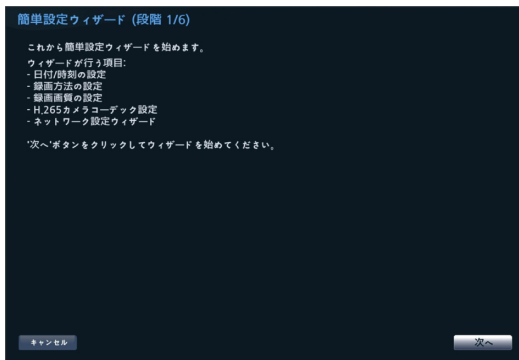 簡単設定ウィザード (段階 1/6)
これから簡単設定ウィザードを始めます。
ウィザードが行う項目:
- 日付/時刻の設定
- 録画方法の設定
- 録画画質の設定
- H.265カメラコーデック設定
- ネットワーク設定ウィザード
'次へ'ボタンをクリックしてウィザードを始めてください。
キャンセル
次へ